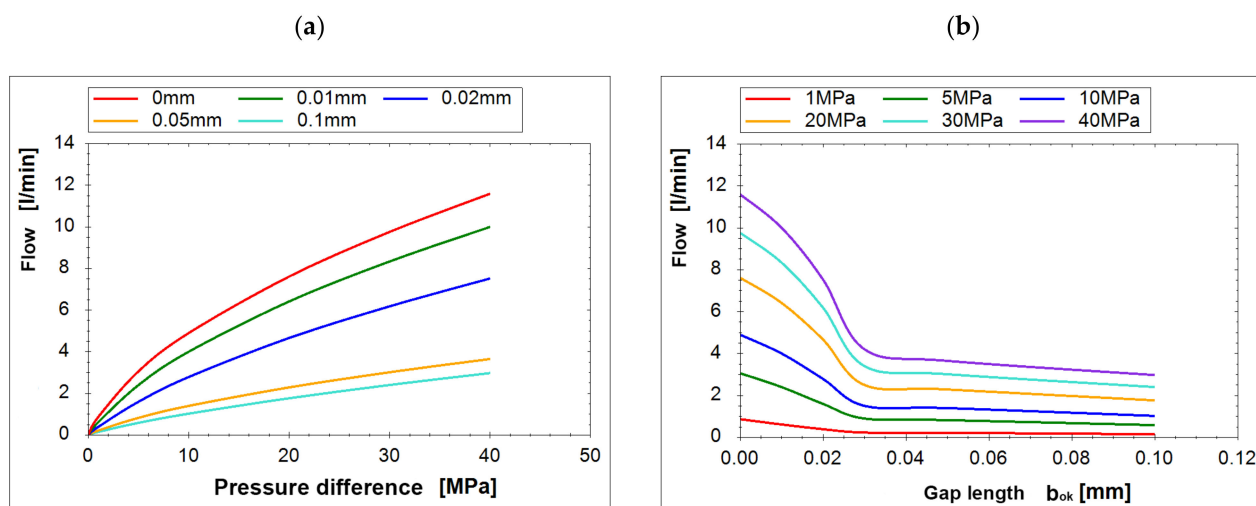 (a)
0mm 0.01mm 0.02mm
0.05mm 0.1mm
14
12
10
8
6
4
2
0
Flow [l/min]
0 10 20 30 40 50
Pressure difference [MPa]
(b)
1MPa 5MPa 10MPa
20MPa 30MPa 40MPa
14
12
10
8
6
4
2
0
Flow [l/min]
0.00 0.02 0.04 0.06 0.08 0.10 0.12
Gap length bok [mm]